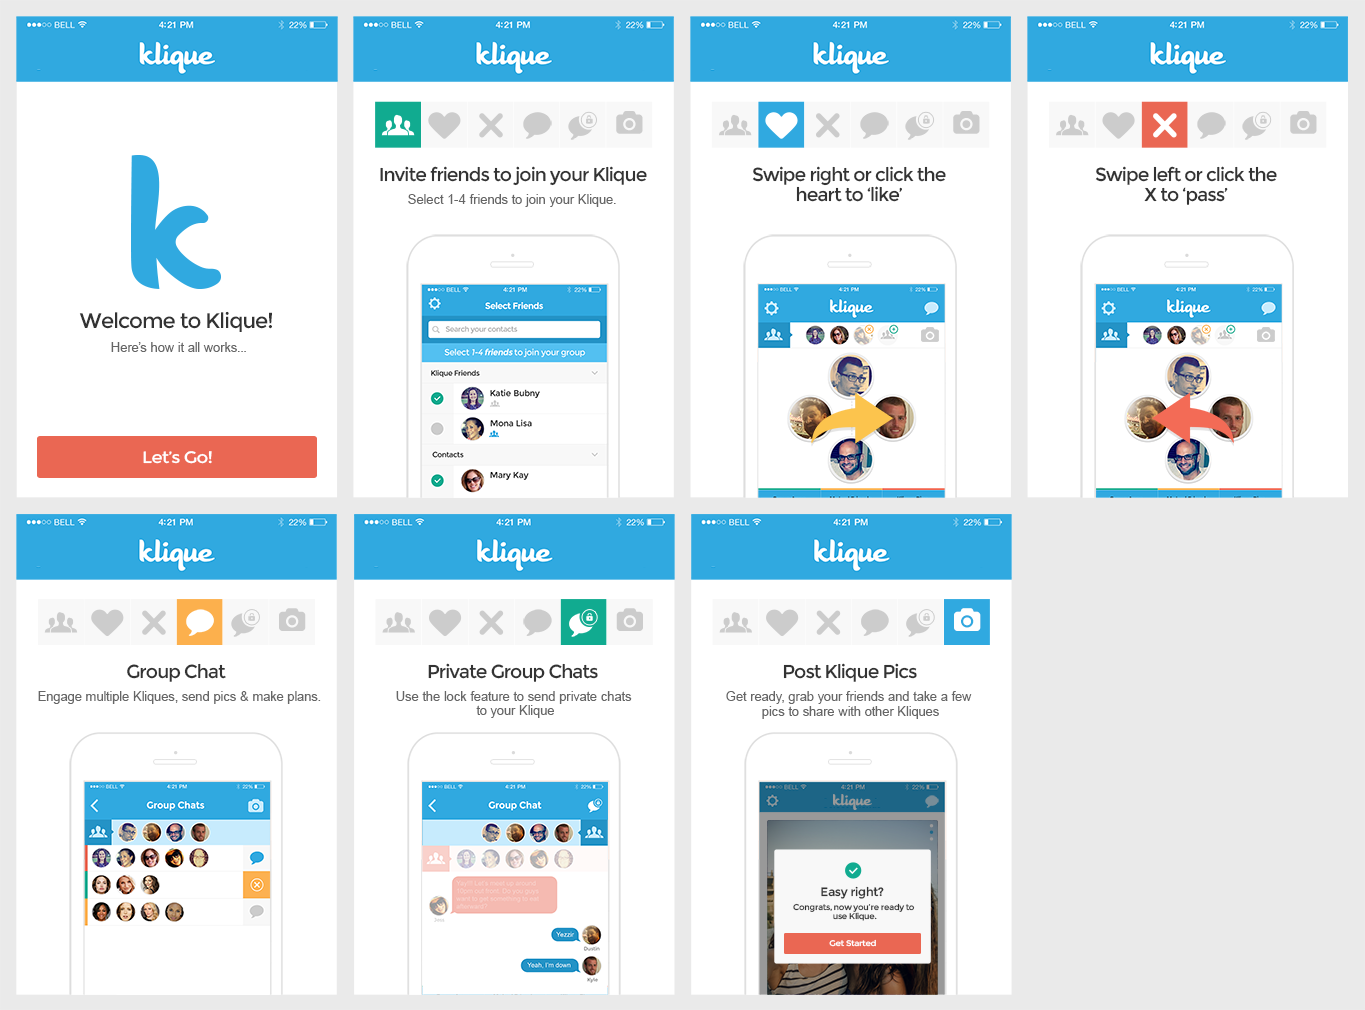 ●●●○○ BELL 4:21 PM 22%
klique
k
Welcome to Klique!
Here's how it all works...
Let's Go!
●●●○○ BELL 4:21 PM 22%
klique
Invite friends to join your Klique
Select 1-4 friends to join your Klique.
●●●○○ BELL 4:21 PM 22%
Select Friends
Search your contacts
Select 1-4 friends to join your group
Klique Friends
Katie Bubny
Mona Lisa
Contacts
Mary Kay
●●●○○ BELL 4:21 PM 22%
klique
Swipe right or click the
heart to 'like'
●●●○○ BELL 4:21 PM 22%
klique
●●●○○ BELL 4:21 PM 22%
klique
Swipe left or click the
X to 'pass'
●●●○○ BELL 4:21 PM 22%
klique
●●●○○ BELL 4:21 PM 22%
klique
Group Chat
Engage multiple Kliques, send pics & make plans.
●●●○○ BELL 4:21 PM 22%
Group Chats
●●●○○ BELL 4:21 PM 22%
klique
Private Group Chats
Use the lock feature to send private chats
to your Klique
●●●○○ BELL 4:21 PM 22%
Group Chat
Yezzir
Dustin
Yeah, I'm down
Kyle
●●●○○ BELL 4:21 PM 22%
klique
Post Klique Pics
Get ready, grab your friends and take a few
pics to share with other Kliques
●●●○○ BELL 4:21 PM 22%
klique
Easy right?
Congrats, now you're ready to
use Klique.
Get Started